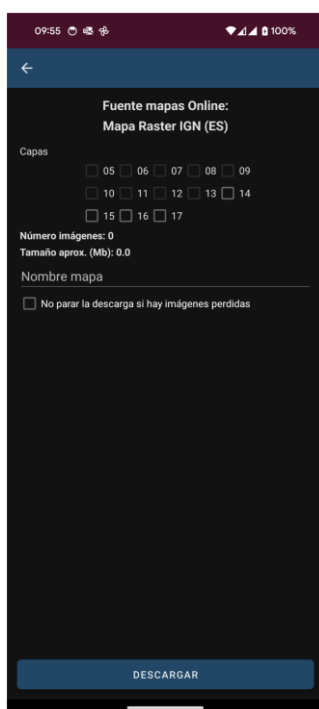 09:55 100%
Fuente mapas Online:
Mapa Raster IGN (ES)
Capas
05 06 07 08 09
10 11 12 13 14
15 16 17
Número imágenes: 0
Tamaño aprox. (Mb): 0.0
Nombre mapa
No parar la descarga si hay imágenes perdidas
DESCARGAR